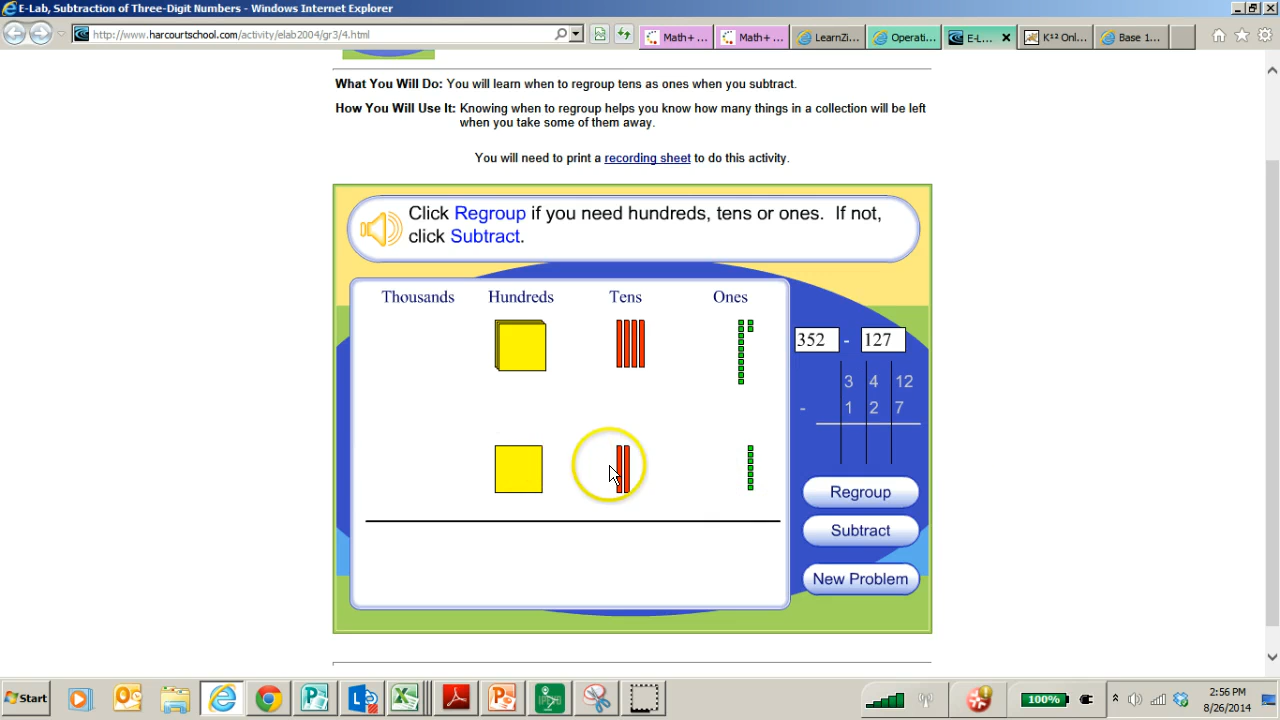 E-Lab, Subtraction of Three-Digit Numbers - Windows Internet Explorer
http://www.harcourtschool.com/activity/elab2004/gr3/4.html
Math+ ... Math+ ... LearnZi... Operati... E-L... K¹² Onl... Base 1...
What You Will Do: You will learn when to regroup tens as ones when you subtract.
How You Will Use It: Knowing when to regroup helps you know how many things in a collection will be left
when you take some of them away.
You will need to print a recording sheet to do this activity.
Click Regroup if you need hundreds, tens or ones. If not,
click Subtract.
Thousands Hundreds Tens Ones
352 - 127
3 4 12
- 1 2 7
Regroup
Subtract
New Problem
Start
100%
2:56 PM
8/26/2014